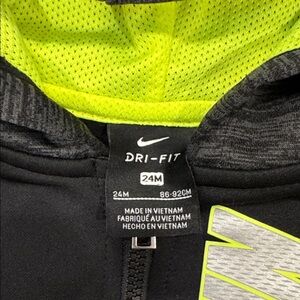 DRI-FIT
24M
24M 86-92CM
MADE IN VIETNAM
FABRIQUÉ AU VIETNAM
HECHO EN VIETNAM